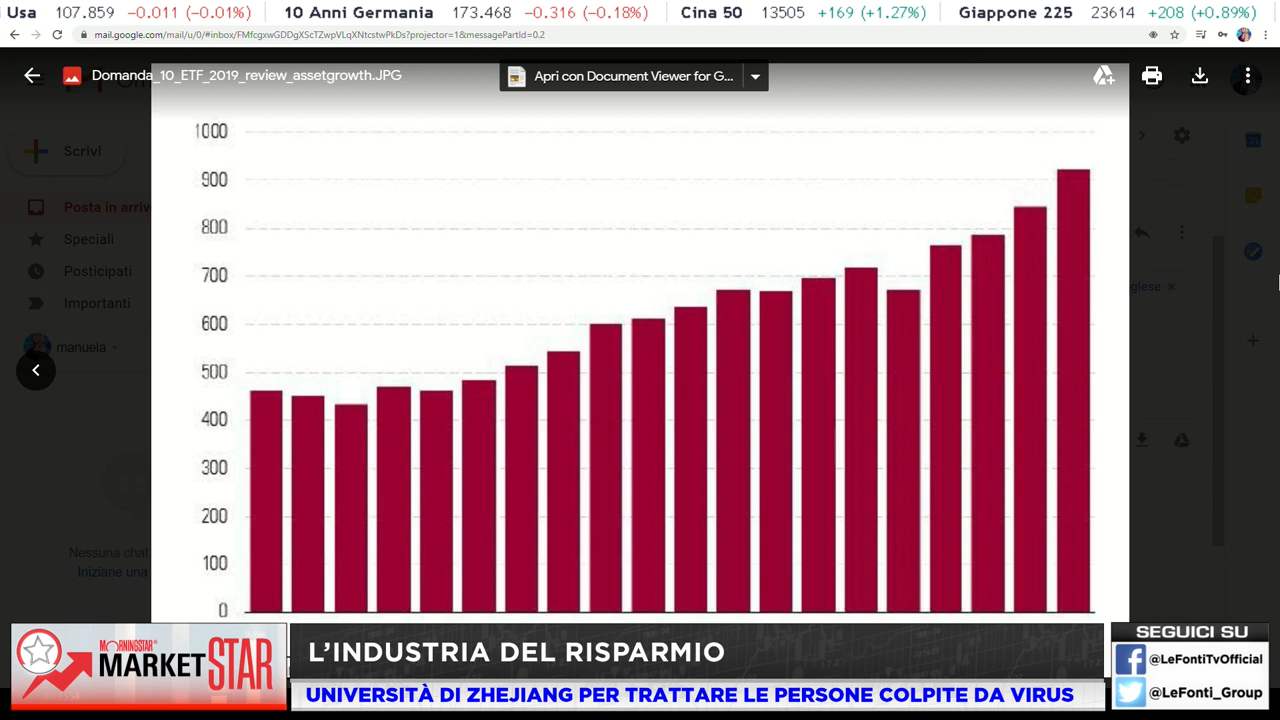 Usa 107.859 −0.011 (−0.01%) 10 Anni Germania 173.468 −0.316 (−0.18%) Cina 50 13505 +169 (+1.27%) Giappone 225 23614 +208 (+0.89%)
mail.google.com/mail/u/0/#inbox/FMfcgxwGDDgXScTZwpVLqXNtcstwPkDs?projector=1&messagePartId=0.2
Domanda_10_ETF_2019_review_assetgrowth.JPG
Apri con Document Viewer for G...
Scrivi
Posta in arriv
Speciali
Posticipati
Importanti
manuela
Nessuna chat
Iniziane una
glese
1000
900
800
700
600
500
400
300
200
100
0
MORNINGSTAR
MARKET STAR
L’INDUSTRIA DEL RISPARMIO
UNIVERSITÀ DI ZHEJIANG PER TRATTARE LE PERSONE COLPITE DA VIRUS
SEGUICI SU
@LeFontiTvOfficial
@LeFonti_Group